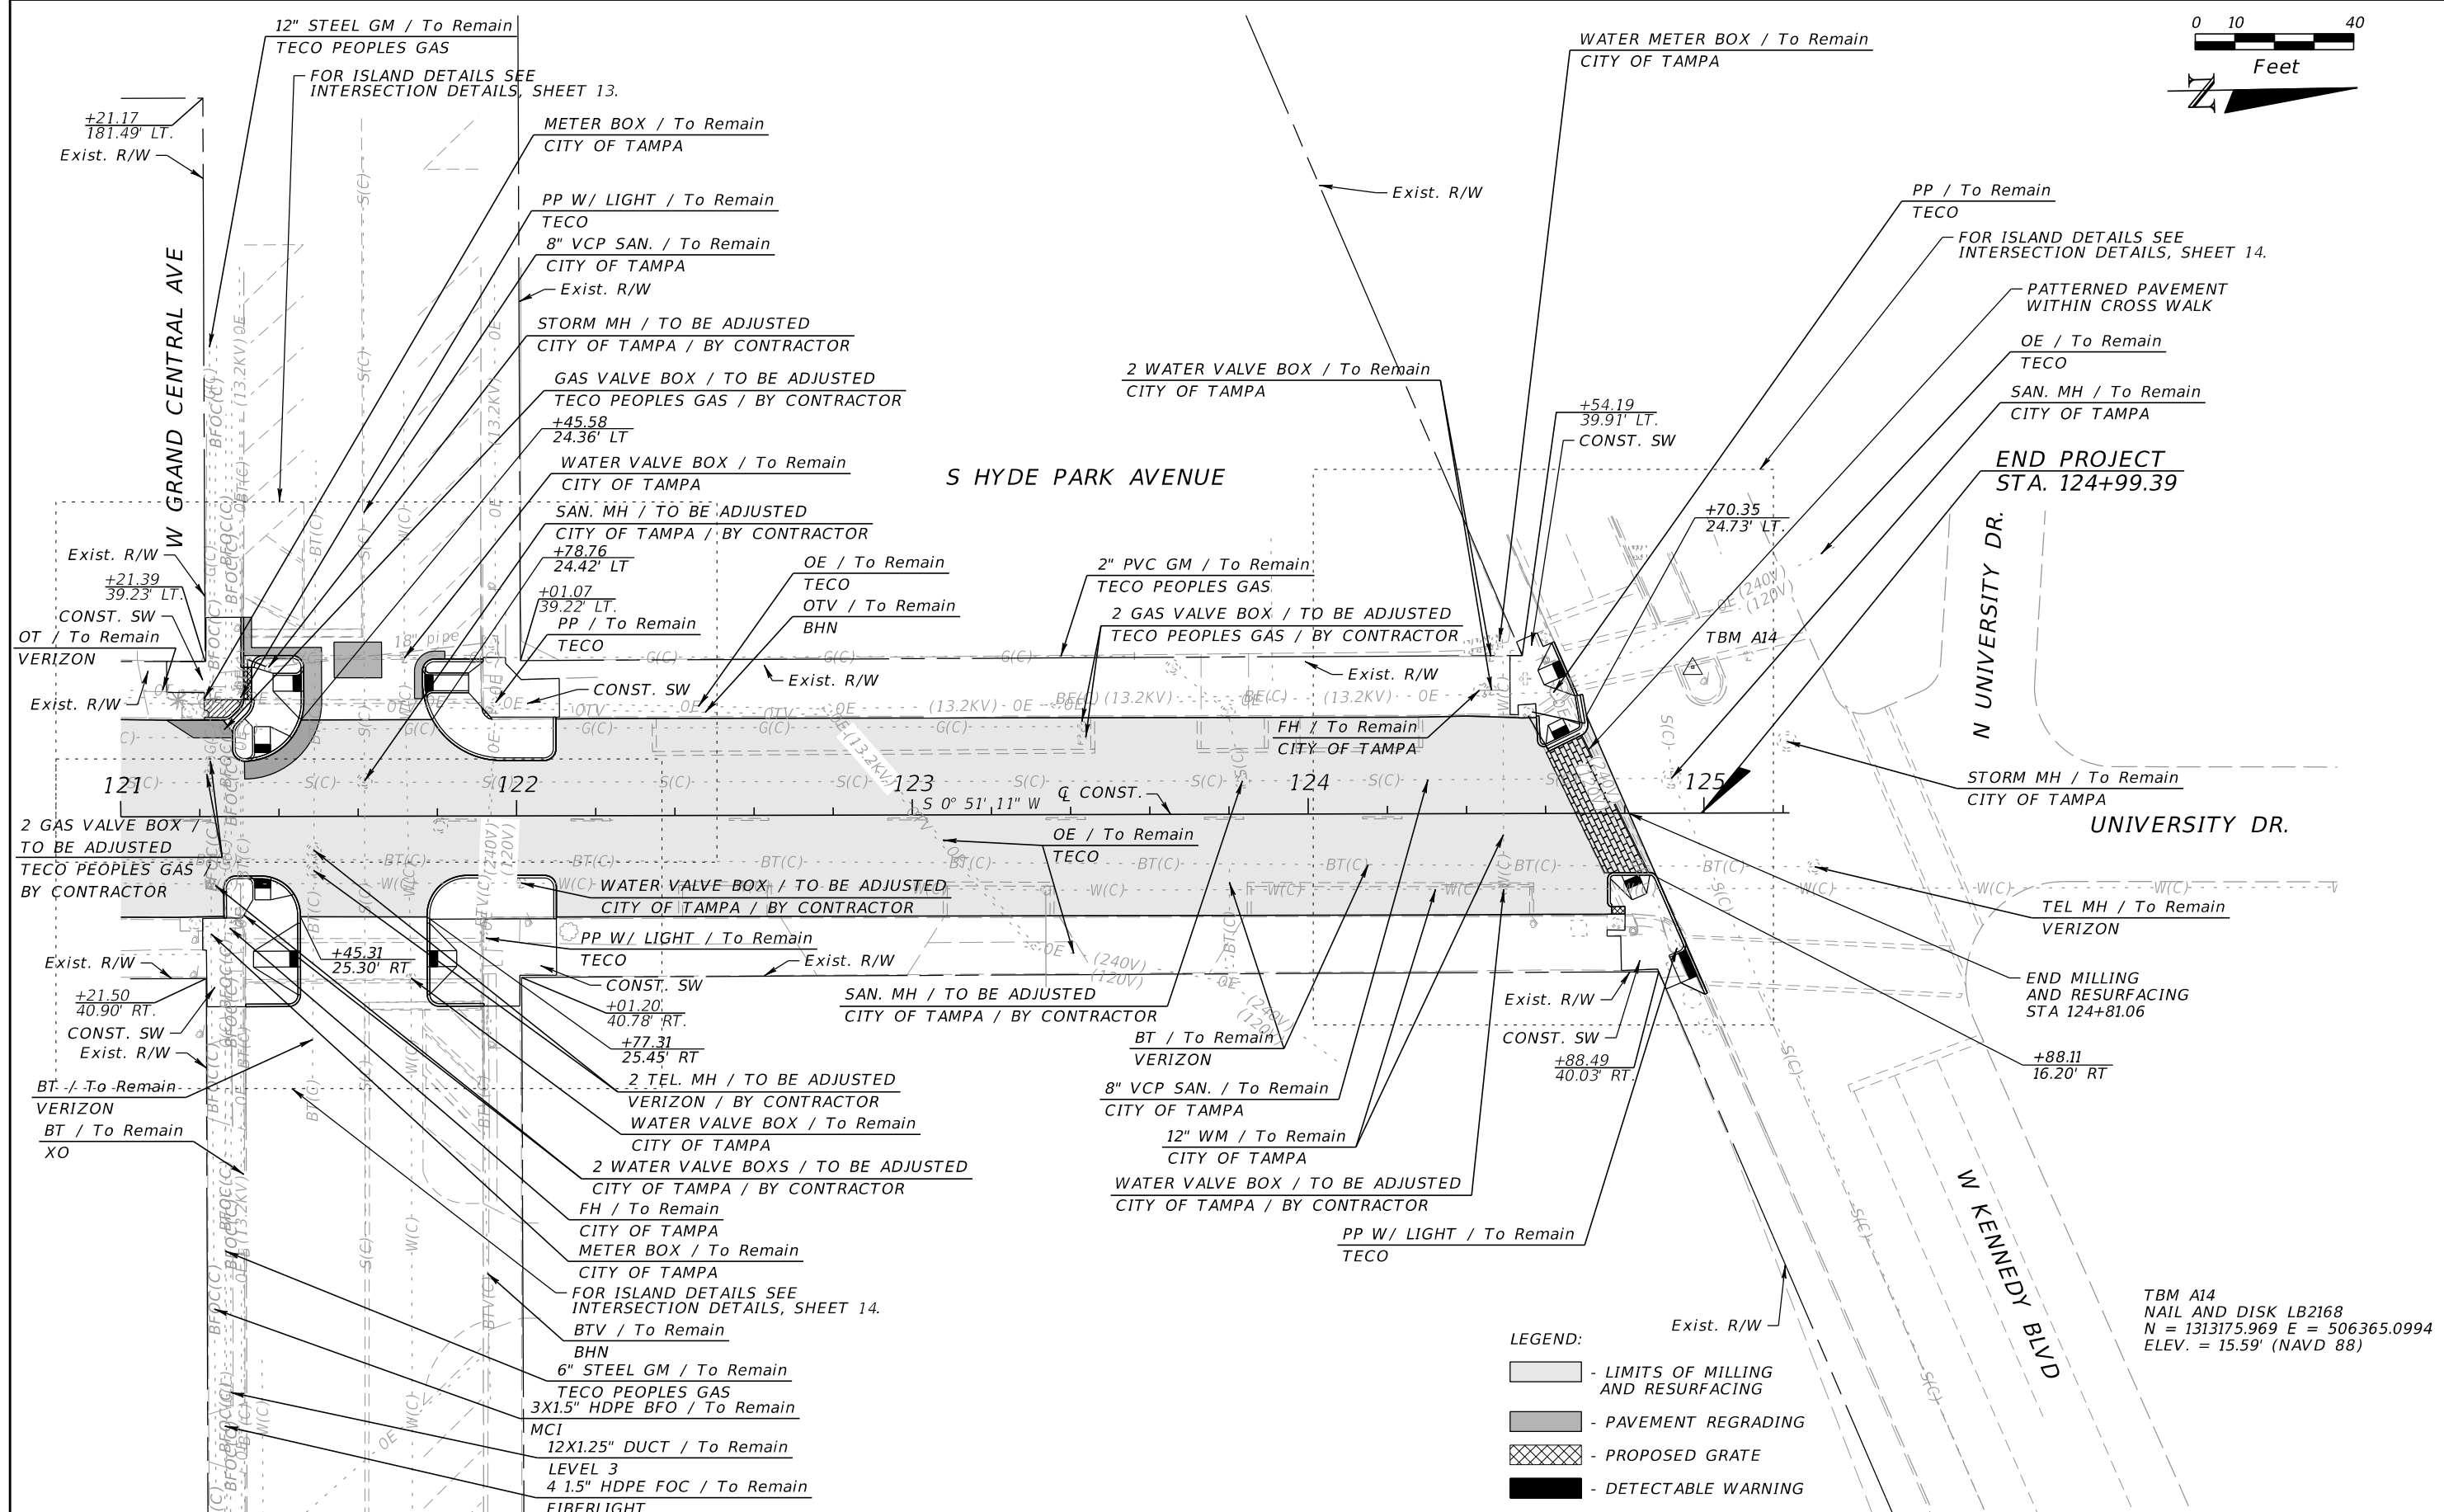 12" STEEL GM / To Remain
TECO PEOPLES GAS
FOR ISLAND DETAILS SEE
INTERSECTION DETAILS, SHEET 13.
+21.17
181.49' LT.
Exist. R/W
METER BOX / To Remain
CITY OF TAMPA
PP W/ LIGHT / To Remain
TECO
8" VCP SAN. / To Remain
CITY OF TAMPA
Exist. R/W
STORM MH / TO BE ADJUSTED
CITY OF TAMPA / BY CONTRACTOR
GAS VALVE BOX / TO BE ADJUSTED
TECO PEOPLES GAS / BY CONTRACTOR
+45.58
24.36' LT
WATER VALVE BOX / To Remain
CITY OF TAMPA
SAN. MH / TO BE ADJUSTED
CITY OF TAMPA / BY CONTRACTOR
+78.76
24.42' LT
+01.07
39.22' LT.
PP / To Remain
TECO
OE / To Remain
TECO
OTV / To Remain
BHN
W GRAND CENTRAL AVE
Exist. R/W
+21.39
39.23' LT.
CONST. SW
OT / To Remain
VERIZON
Exist. R/W
CONST. SW
Exist. R/W
18" pipe
S HYDE PARK AVENUE
2" PVC GM / To Remain
TECO PEOPLES GAS
2 GAS VALVE BOX / TO BE ADJUSTED
TECO PEOPLES GAS / BY CONTRACTOR
2 WATER VALVE BOX / To Remain
CITY OF TAMPA
Exist. R/W
WATER METER BOX / To Remain
CITY OF TAMPA
0 10 40
Feet
N
PP / To Remain
TECO
FOR ISLAND DETAILS SEE
INTERSECTION DETAILS, SHEET 14.
PATTERNED PAVEMENT
WITHIN CROSS WALK
OE / To Remain
TECO
SAN. MH / To Remain
CITY OF TAMPA
END PROJECT
STA. 124+99.39
+54.19
39.91' LT.
CONST. SW
+70.35
24.73' LT.
TBM A14
OE (240V)
(120V)
N UNIVERSITY DR.
Exist. R/W
FH / To Remain
CITY OF TAMPA
STORM MH / To Remain
CITY OF TAMPA
UNIVERSITY DR.
121
122
123
124
125
S 0° 51' 11" W
℄ CONST.
OE / To Remain
TECO
2 GAS VALVE BOX /
TO BE ADJUSTED
TECO PEOPLES GAS /
BY CONTRACTOR
WATER VALVE BOX / TO BE ADJUSTED
CITY OF TAMPA / BY CONTRACTOR
PP W/ LIGHT / To Remain
TECO
Exist. R/W
CONST. SW
+01.20
40.78' RT.
+77.31
25.45' RT
+45.31
25.30' RT
Exist. R/W
+21.50
40.90' RT.
CONST. SW
Exist. R/W
BT / To Remain
VERIZON
BT / To Remain
XO
2 TEL. MH / TO BE ADJUSTED
VERIZON / BY CONTRACTOR
WATER VALVE BOX / To Remain
CITY OF TAMPA
2 WATER VALVE BOXS / TO BE ADJUSTED
CITY OF TAMPA / BY CONTRACTOR
FH / To Remain
CITY OF TAMPA
METER BOX / To Remain
CITY OF TAMPA
FOR ISLAND DETAILS SEE
INTERSECTION DETAILS, SHEET 14.
BTV / To Remain
BHN
6" STEEL GM / To Remain
TECO PEOPLES GAS
3X1.5" HDPE BFO / To Remain
MCI
12X1.25" DUCT / To Remain
LEVEL 3
4 1.5" HDPE FOC / To Remain
FIBERLIGHT
SAN. MH / TO BE ADJUSTED
CITY OF TAMPA / BY CONTRACTOR
BT / To Remain
VERIZON
8" VCP SAN. / To Remain
CITY OF TAMPA
12" WM / To Remain
CITY OF TAMPA
WATER VALVE BOX / TO BE ADJUSTED
CITY OF TAMPA / BY CONTRACTOR
PP W/ LIGHT / To Remain
TECO
Exist. R/W
CONST. SW
+88.49
40.03' RT.
TEL MH / To Remain
VERIZON
END MILLING
AND RESURFACING
STA 124+81.06
+88.11
16.20' RT
W KENNEDY BLVD
Exist. R/W
TBM A14
NAIL AND DISK LB2168
N = 1313175.969 E = 506365.0994
ELEV. = 15.59' (NAVD 88)
LEGEND:
- LIMITS OF MILLING
AND RESURFACING
- PAVEMENT REGRADING
- PROPOSED GRATE
- DETECTABLE WARNING